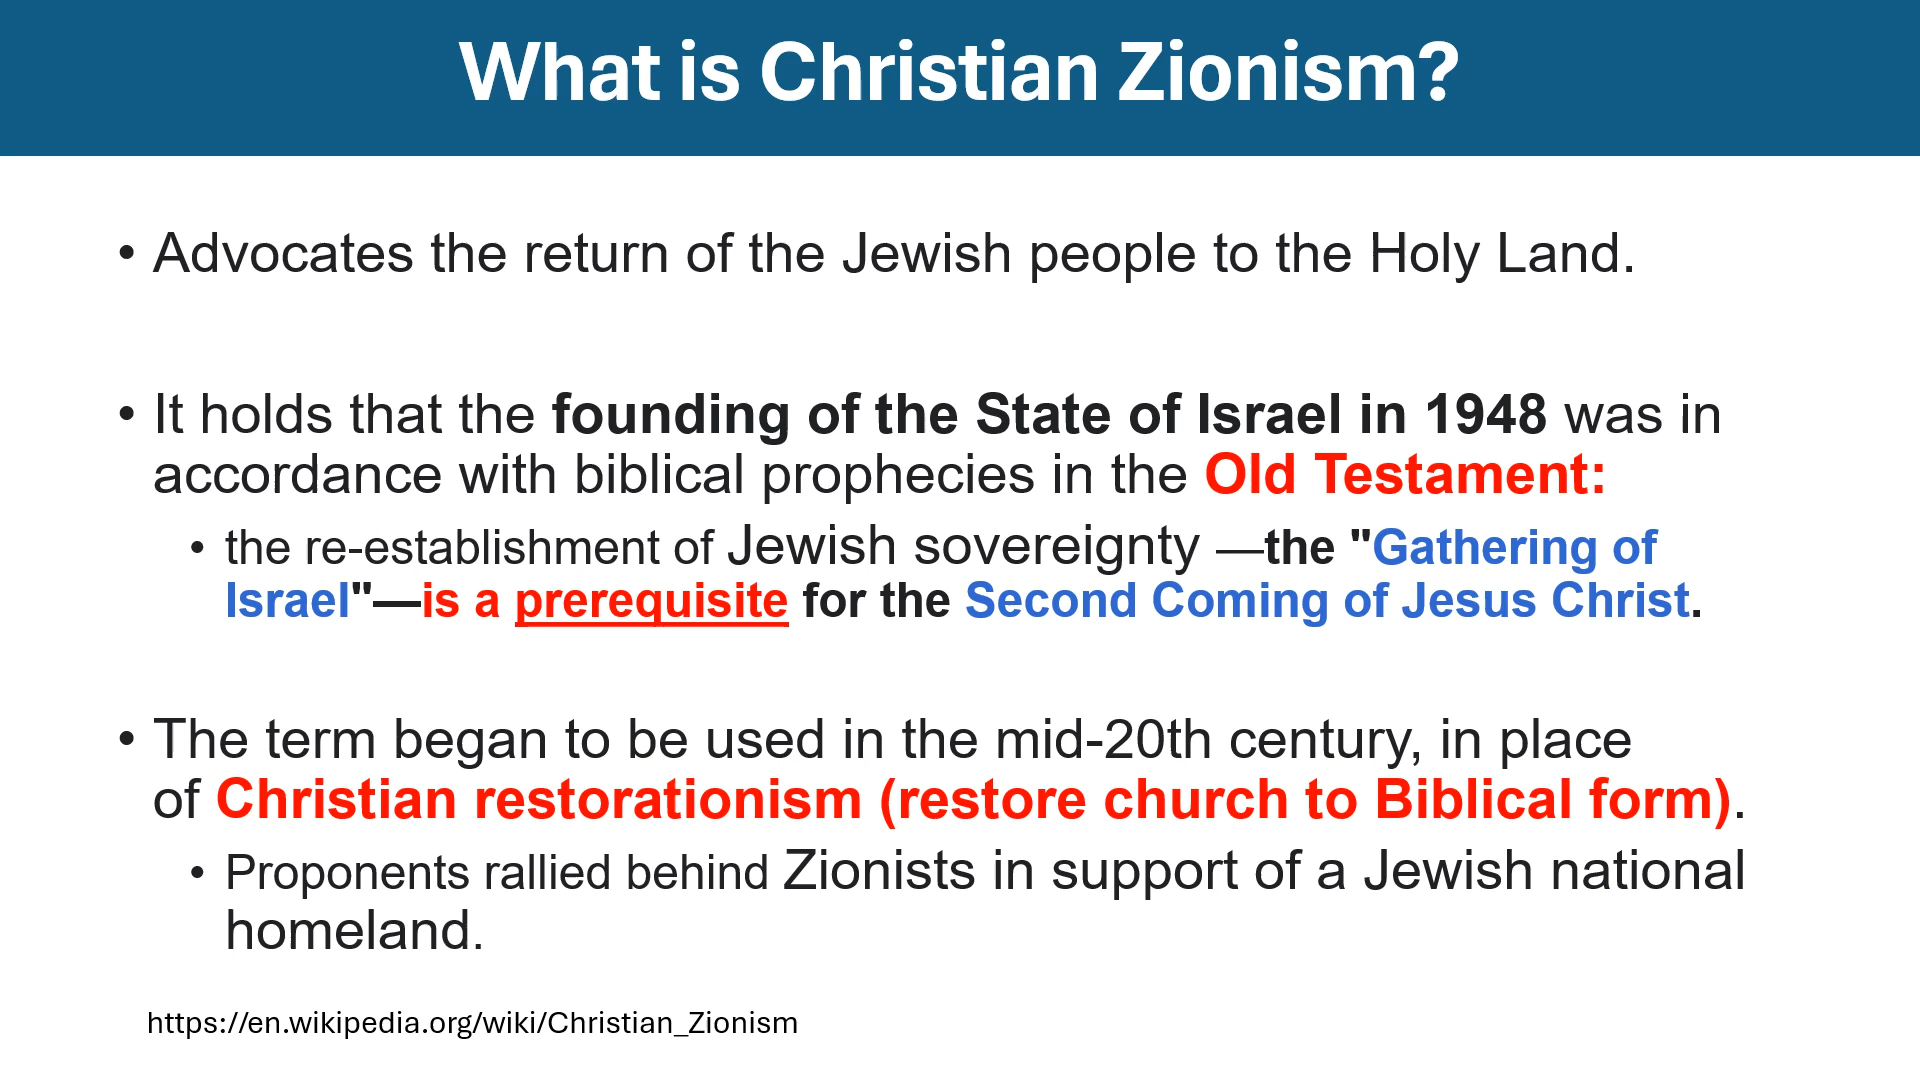 What is Christian Zionism?
• Advocates the return of the Jewish people to the Holy Land.
• It holds that the founding of the State of Israel in 1948 was in
accordance with biblical prophecies in the Old Testament:
• the re-establishment of Jewish sovereignty —the "Gathering of
Israel"—is a prerequisite for the Second Coming of Jesus Christ.
• The term began to be used in the mid-20th century, in place
of Christian restorationism (restore church to Biblical form).
• Proponents rallied behind Zionists in support of a Jewish national
homeland.
https://en.wikipedia.org/wiki/Christian_Zionism